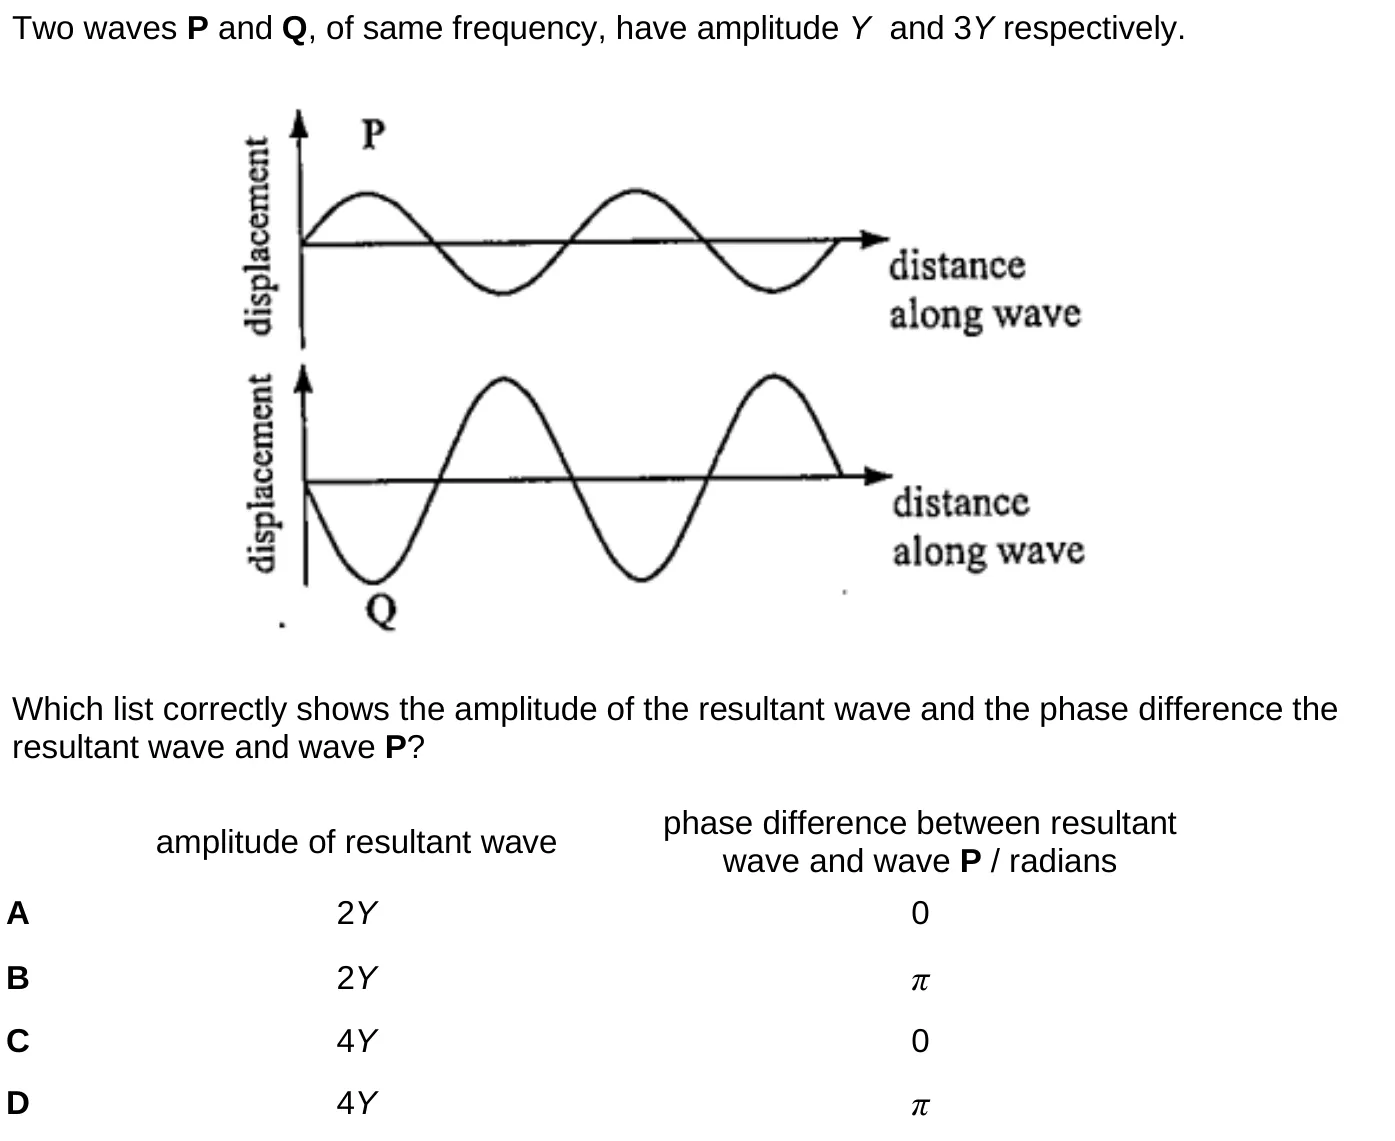 Two waves P and Q, of same frequency, have amplitude Y and 3Y respectively.
displacement
P
distance
along wave
displacement
distance
along wave
Q
Which list correctly shows the amplitude of the resultant wave and the phase difference the
resultant wave and wave P?
amplitude of resultant wave
phase difference between resultant
wave and wave P / radians
A 2Y 0
B 2Y π
C 4Y 0
D 4Y π